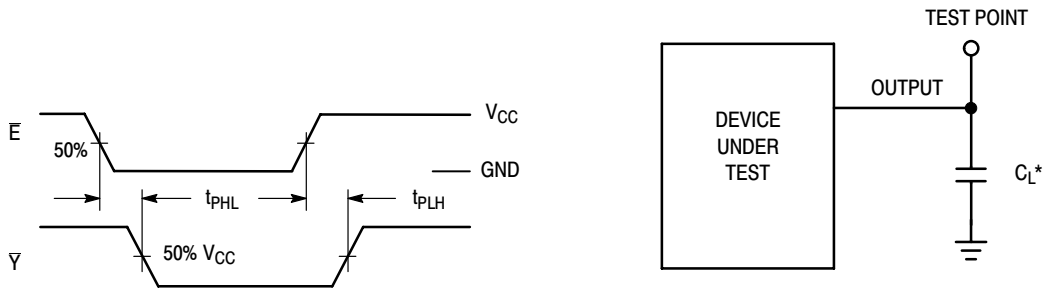 E̅
50%
V_CC
GND
t_PHL
t_PLH
Y̅
50% V_CC
TEST POINT
OUTPUT
DEVICE
UNDER
TEST
C_L*